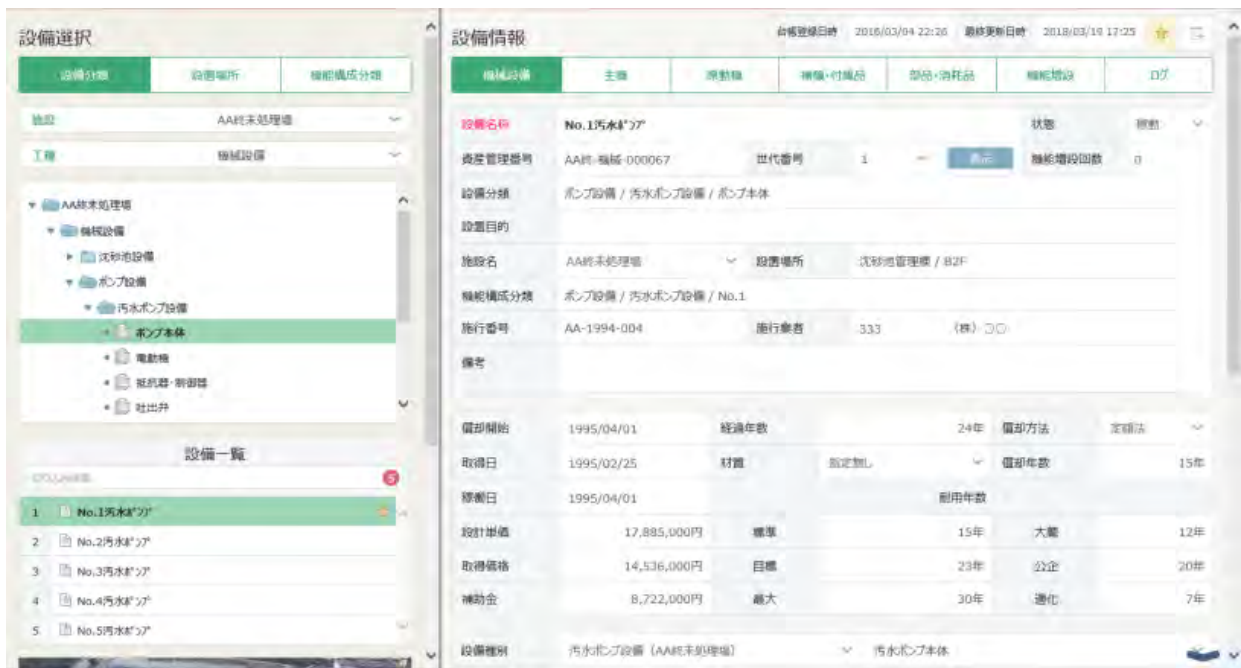 設備選択
設備分類 設置場所 機能構成分類
施設 AA終末処理場
工種 機械設備
AA終末処理場
機械設備
沈砂池設備
ポンプ設備
汚水ポンプ設備
ポンプ本体
電動機
抵抗器・制御器
吐出弁
設備一覧
5
1 No.1汚水ﾎﾟﾝﾌﾟ
2 No.2汚水ﾎﾟﾝﾌﾟ
3 No.3汚水ﾎﾟﾝﾌﾟ
4 No.4汚水ﾎﾟﾝﾌﾟ
5 No.5汚水ﾎﾟﾝﾌﾟ
設備情報
台帳登録日時 2016/03/04 22:26 最終更新日時 2018/03/19 17:25
機械設備 主機 原動機 補機・付属品 部品・消耗品 機能増設 ログ
設備名称 No.1汚水ﾎﾟﾝﾌﾟ 状態 稼動
資産管理番号 AA終-機械-000067 世代番号 1 表示 機能増設回数 0
設備分類 ポンプ設備 / 汚水ポンプ設備 / ポンプ本体
設置目的
施設名 AA終末処理場 設置場所 沈砂池管理棟 / B2F
機能構成分類 ポンプ設備 / 汚水ポンプ設備 / No.1
施行番号 AA-1994-004 施行業者 333 (株) 〇〇
備考
償却開始 1995/04/01 経過年数 24年 償却方法 定額法
取得日 1995/02/25 材質 指定無し 償却年数 15年
稼働日 1995/04/01 耐用年数
設計単価 17,885,000円 標準 15年 大蔵 12年
取得価格 14,536,000円 目標 23年 公企 20年
補助金 8,722,000円 最大 30年 適化 7年
設備種別 汚水ポンプ設備 (AA終末処理場) 汚水ポンプ本体